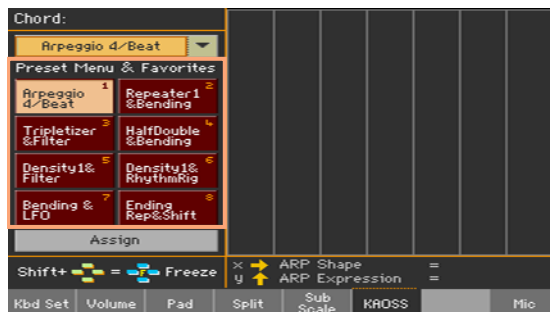 Chord:
Arpeggio 4/Beat
Preset Menu & Favorites
Arpeggio 1
4/Beat
Repeater1 2
&Bending
Tripletizer 3
&Filter
HalfDouble 4
&Bending
Density1& 5
Filter
Density1& 6
RhythmRig
Bending & 7
LFO
Ending 8
Rep&Shift
Assign
Shift+ = F Freeze
x ARP Shape =
y ARP Expression =
Kbd Set Volume Pad Split Sub Scale KAOSS Mic